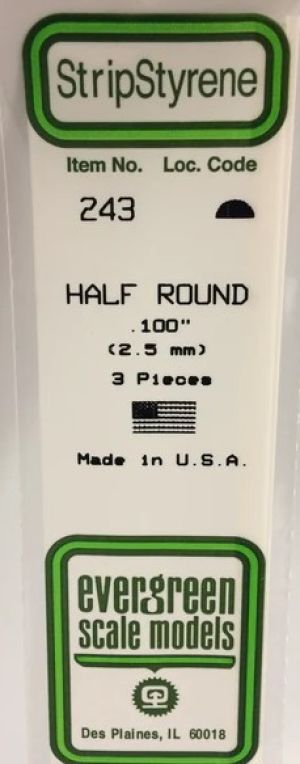 StripStyrene
Item No. Loc. Code
243
HALF ROUND
.100"
(2.5 mm)
3 Pieces
Made in U.S.A.
evergreen
scale models
Des Plaines, IL 60018